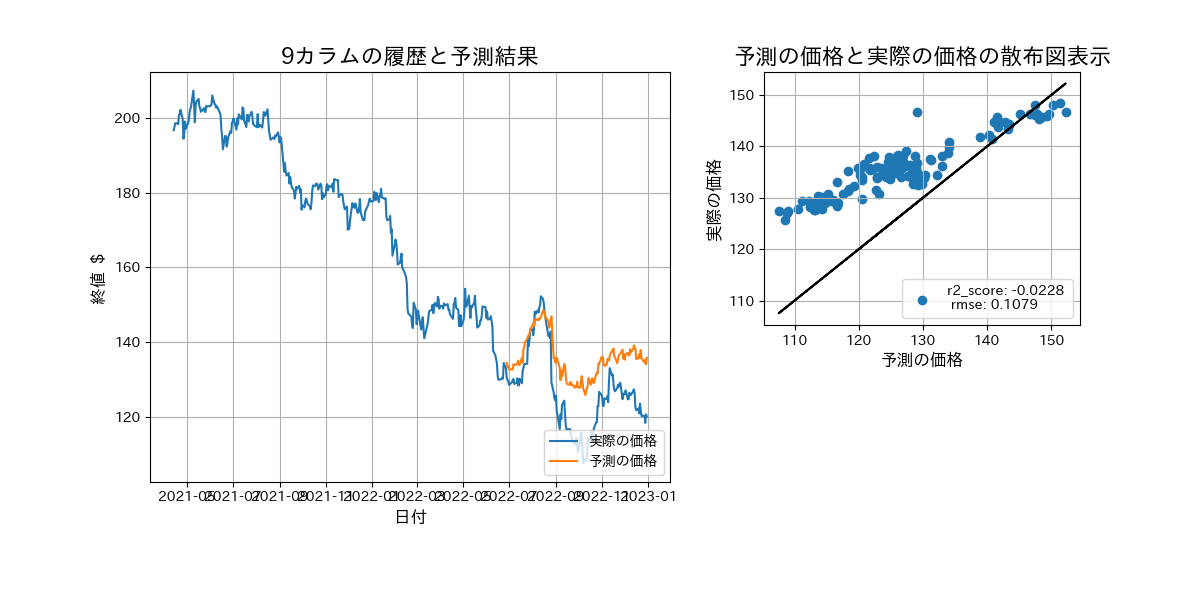 9カラムの履歴と予測結果
終値 $
200
180
160
140
120
2021-05
2021-07
2021-09
2021-11
2022-01
2022-03
2022-05
2022-07
2022-09
2022-11
2023-01
日付
実際の価格
予測の価格
予測の価格と実際の価格の散布図表示
実際の価格
150
140
130
120
110
110
120
130
140
150
予測の価格
r2_score: -0.0228
rmse: 0.1079